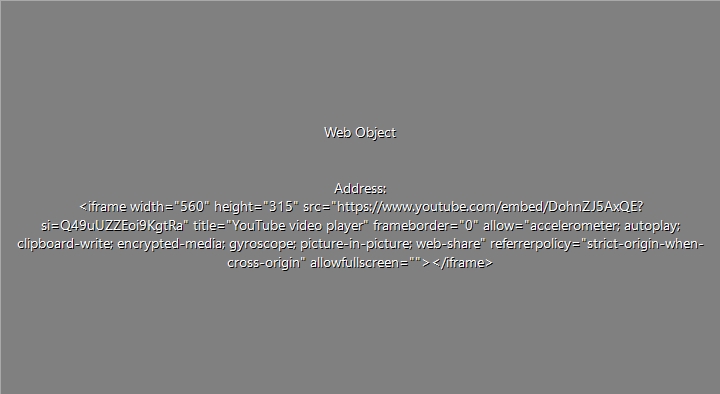 Web Object
Address:
<iframe width="560" height="315" src="https://www.youtube.com/embed/DohnZJ5AxQE?
si=Q49uUZZEoi9KgtRa" title="YouTube video player" frameborder="0" allow="accelerometer; autoplay;
clipboard-write; encrypted-media; gyroscope; picture-in-picture; web-share" referrerpolicy="strict-origin-when-
cross-origin" allowfullscreen=""></iframe>